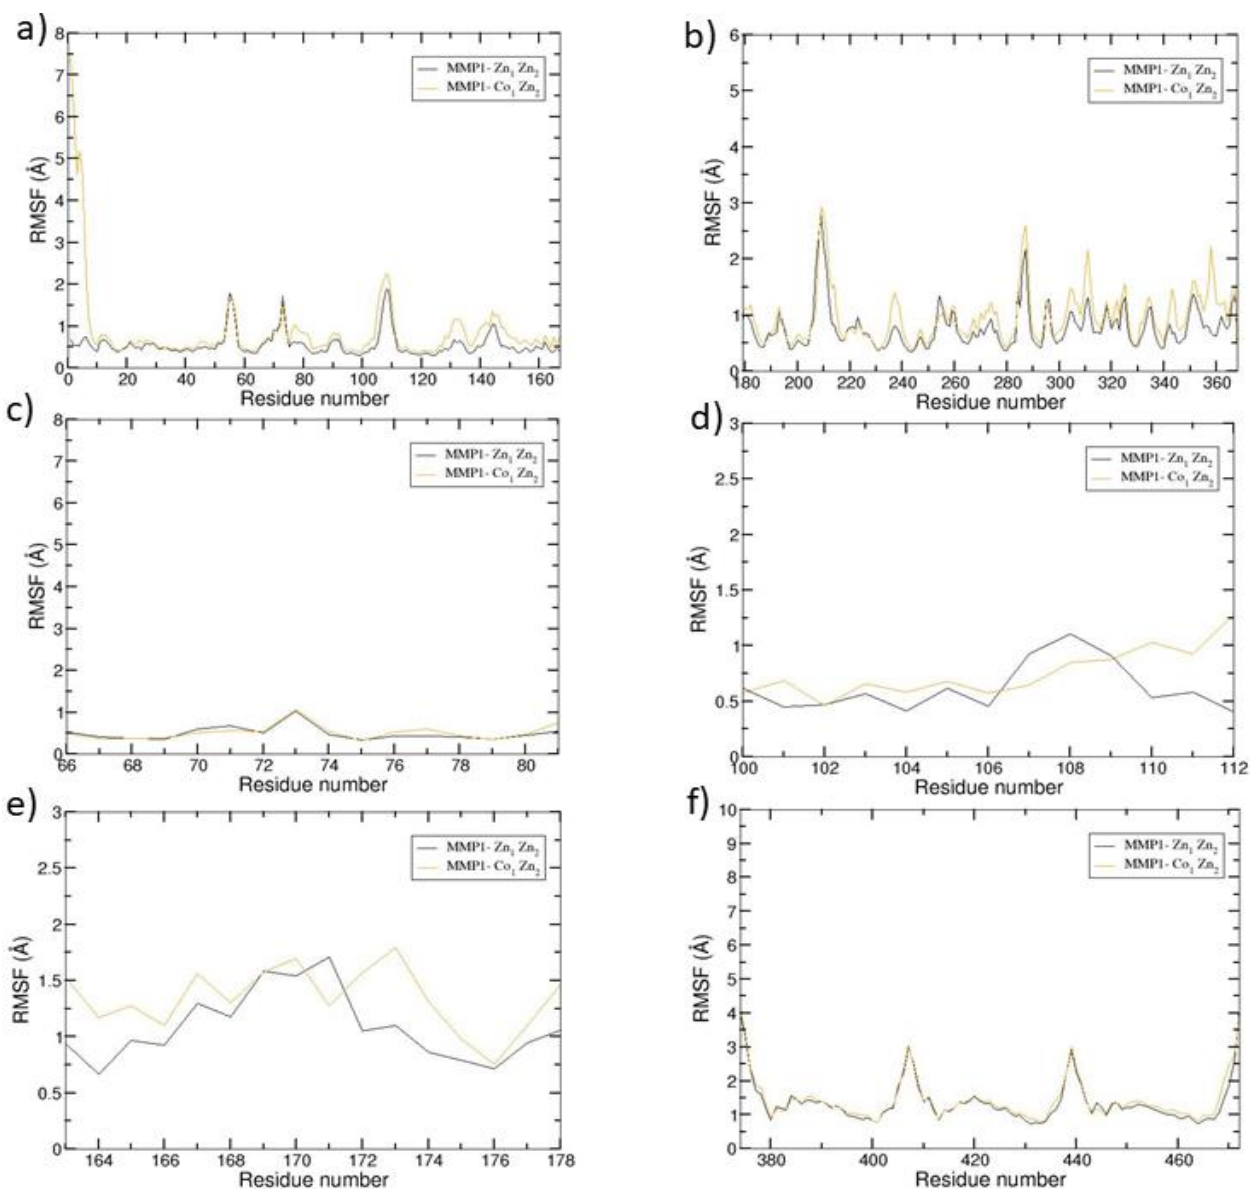 a)
8
7
6
5
4
3
2
1
0
RMSF (Å)
MMP1- Zn1 Zn2
MMP1- Co1 Zn2
0 20 40 60 80 100 120 140 160
Residue number
b)
6
5
4
3
2
1
0
RMSF (Å)
MMP1- Zn1 Zn2
MMP1- Co1 Zn2
180 200 220 240 260 280 300 320 340 360
Residue number
c)
8
7
6
5
4
3
2
1
0
RMSF (Å)
MMP1- Zn1 Zn2
MMP1- Co1 Zn2
66 68 70 72 74 76 78 80
Residue number
d)
3
2.5
2
1.5
1
0.5
0
RMSF (Å)
MMP1- Zn1 Zn2
MMP1- Co1 Zn2
100 102 104 106 108 110 112
Residue number
e)
3
2.5
2
1.5
1
0.5
0
RMSF (Å)
MMP1- Zn1 Zn2
MMP1- Co1 Zn2
164 166 168 170 172 174 176 178
Residue number
f)
10
9
8
7
6
5
4
3
2
1
0
RMSF (Å)
MMP1- Zn1 Zn2
MMP1- Co1 Zn2
380 400 420 440 460
Residue number